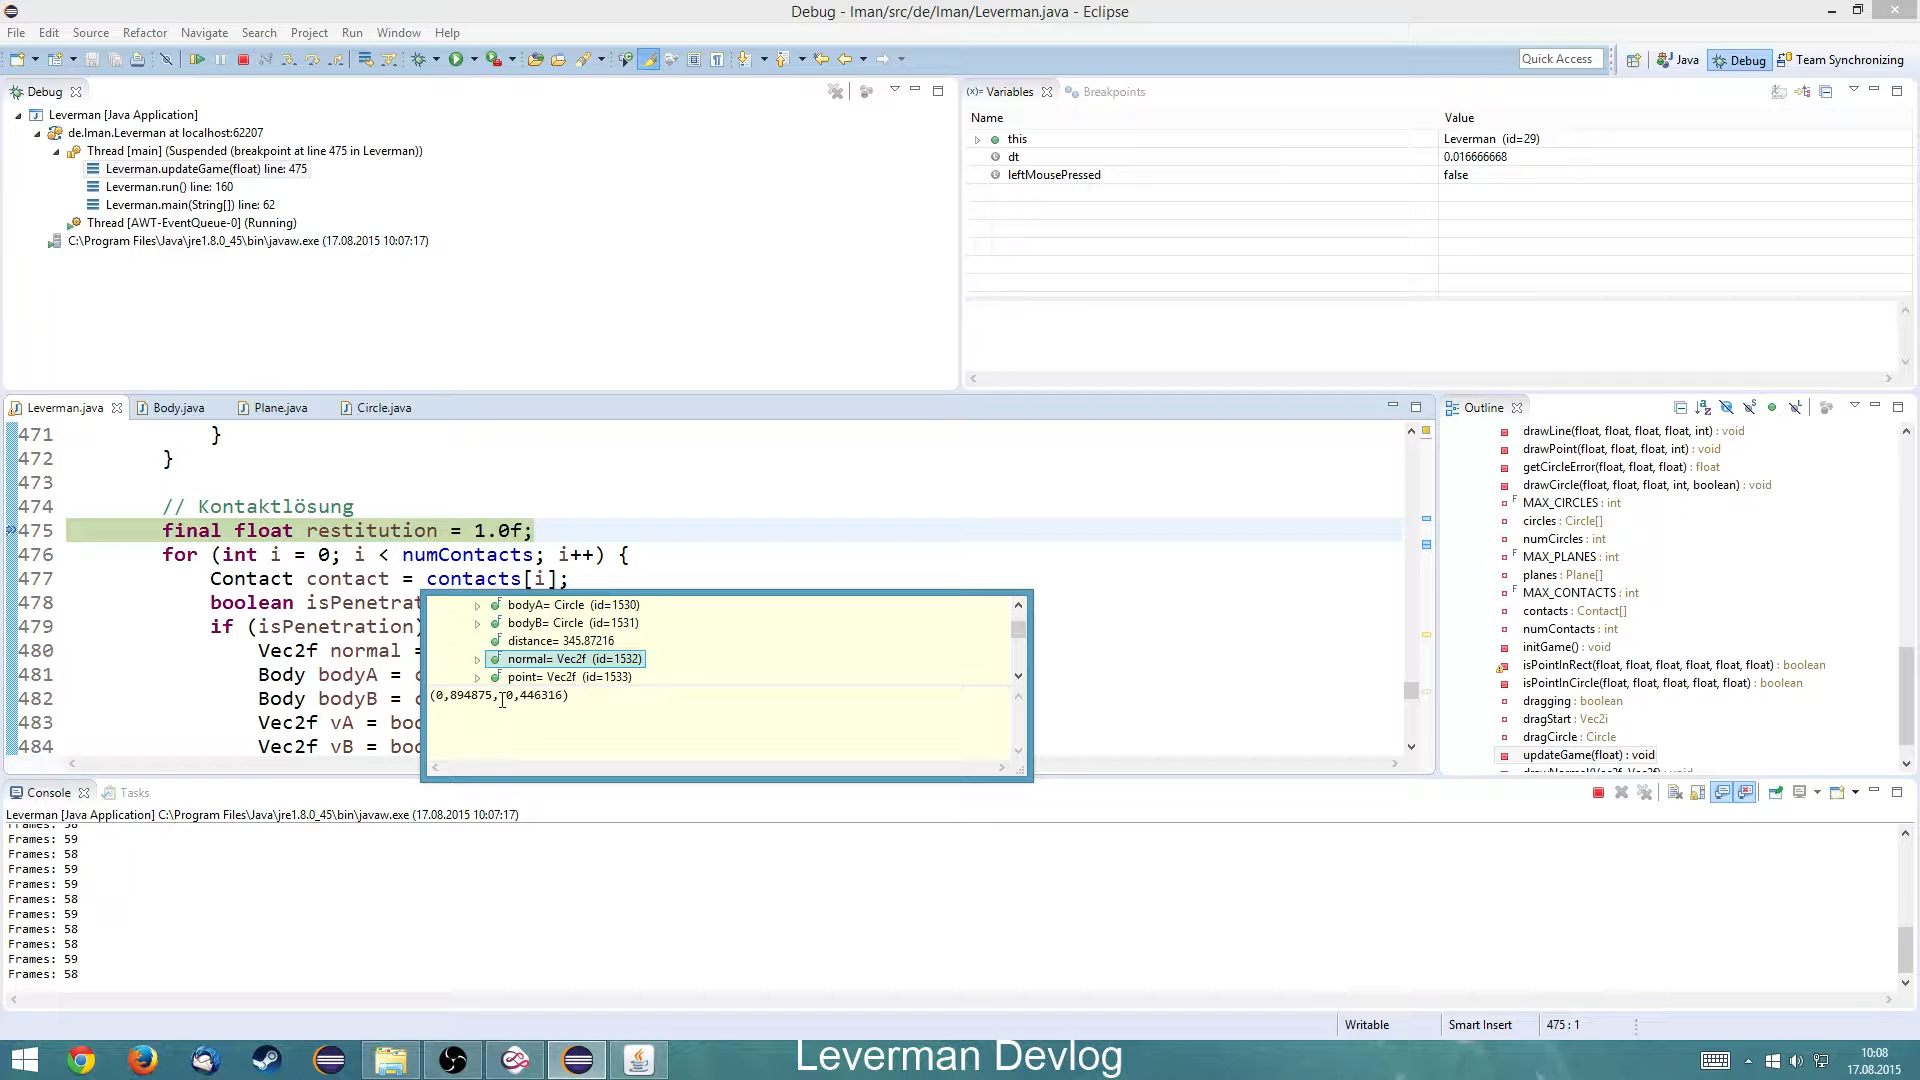 Debug - lman/src/de/lman/Leverman.java - Eclipse
File Edit Source Refactor Navigate Search Project Run Window Help
Quick Access Java Debug Team Synchronizing
Debug
Leverman [Java Application]
de.lman.Leverman at localhost:62207
Thread [main] (Suspended (breakpoint at line 475 in Leverman))
Leverman.updateGame(float) line: 475
Leverman.run() line: 160
Leverman.main(String[]) line: 62
Thread [AWT-EventQueue-0] (Running)
C:\Program Files\Java\jre1.8.0_45\bin\javaw.exe (17.08.2015 10:07:17)
(x)= Variables Breakpoints
Name Value
this Leverman (id=29)
dt 0.016666668
leftMousePressed false
Leverman.java Body.java Plane.java Circle.java
471 }
472 }
473
474 // Kontaktlösung
475 final float restitution = 1.0f;
476 for (int i = 0; i < numContacts; i++) {
477 Contact contact = contacts[i];
478 boolean isPenetrat
479 if (isPenetration)
480 Vec2f normal =
481 Body bodyA = c
482 Body bodyB = c
483 Vec2f vA = bod
484 Vec2f vB = bod
bodyA= Circle (id=1530)
bodyB= Circle (id=1531)
distance= 345.87216
normal= Vec2f (id=1532)
point= Vec2f (id=1533)
(0,894875, 0,446316)
Outline
drawLine(float, float, float, float, int) : void
drawPoint(float, float, float, int) : void
getCircleError(float, float, float) : float
drawCircle(float, float, float, int, boolean) : void
MAX_CIRCLES : int
circles : Circle[]
numCircles : int
MAX_PLANES : int
planes : Plane[]
MAX_CONTACTS : int
contacts : Contact[]
numContacts : int
initGame() : void
isPointInRect(float, float, float, float, float, float) : boolean
isPointInCircle(float, float, float, float, float) : boolean
dragging : boolean
dragStart : Vec2i
dragCircle : Circle
updateGame(float) : void
drawNormal(Vec2f, Vec2f) : void
Console Tasks
Leverman [Java Application] C:\Program Files\Java\jre1.8.0_45\bin\javaw.exe (17.08.2015 10:07:17)
Frames: 58
Frames: 59
Frames: 58
Frames: 59
Frames: 59
Frames: 58
Frames: 59
Frames: 58
Frames: 58
Frames: 59
Frames: 58
Writable Smart Insert 475 : 1
Leverman Devlog
10:08
17.08.2015